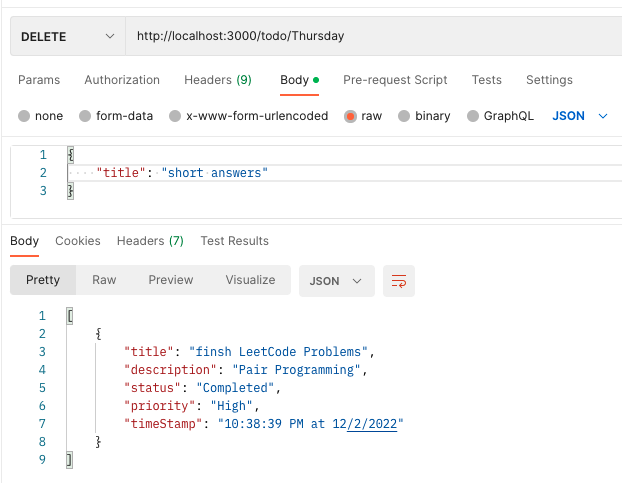 DELETE http://localhost:3000/todo/Thursday
Params Authorization Headers (9) Body Pre-request Script Tests Settings
none form-data x-www-form-urlencoded raw binary GraphQL JSON
1 {
2 "title": "short answers"
3 }
Body Cookies Headers (7) Test Results
Pretty Raw Preview Visualize JSON
1 [
2 {
3 "title": "finsh LeetCode Problems",
4 "description": "Pair Programming",
5 "status": "Completed",
6 "priority": "High",
7 "timeStamp": "10:38:39 PM at 12/2/2022"
8 }
9 ]